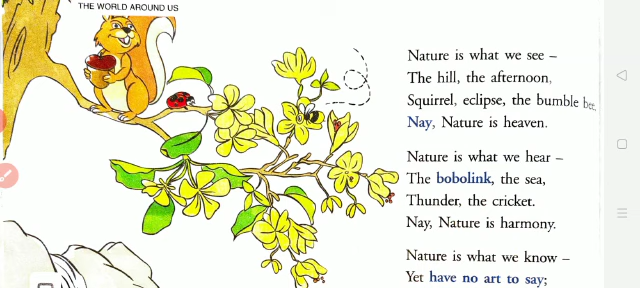 THE WORLD AROUND US
Nature is what we see –
The hill, the afternoon,
Squirrel, eclipse, the bumble bee.
Nay, Nature is heaven.
Nature is what we hear –
The bobolink, the sea,
Thunder, the cricket.
Nay, Nature is harmony.
Nature is what we know –
Yet have no art to say;